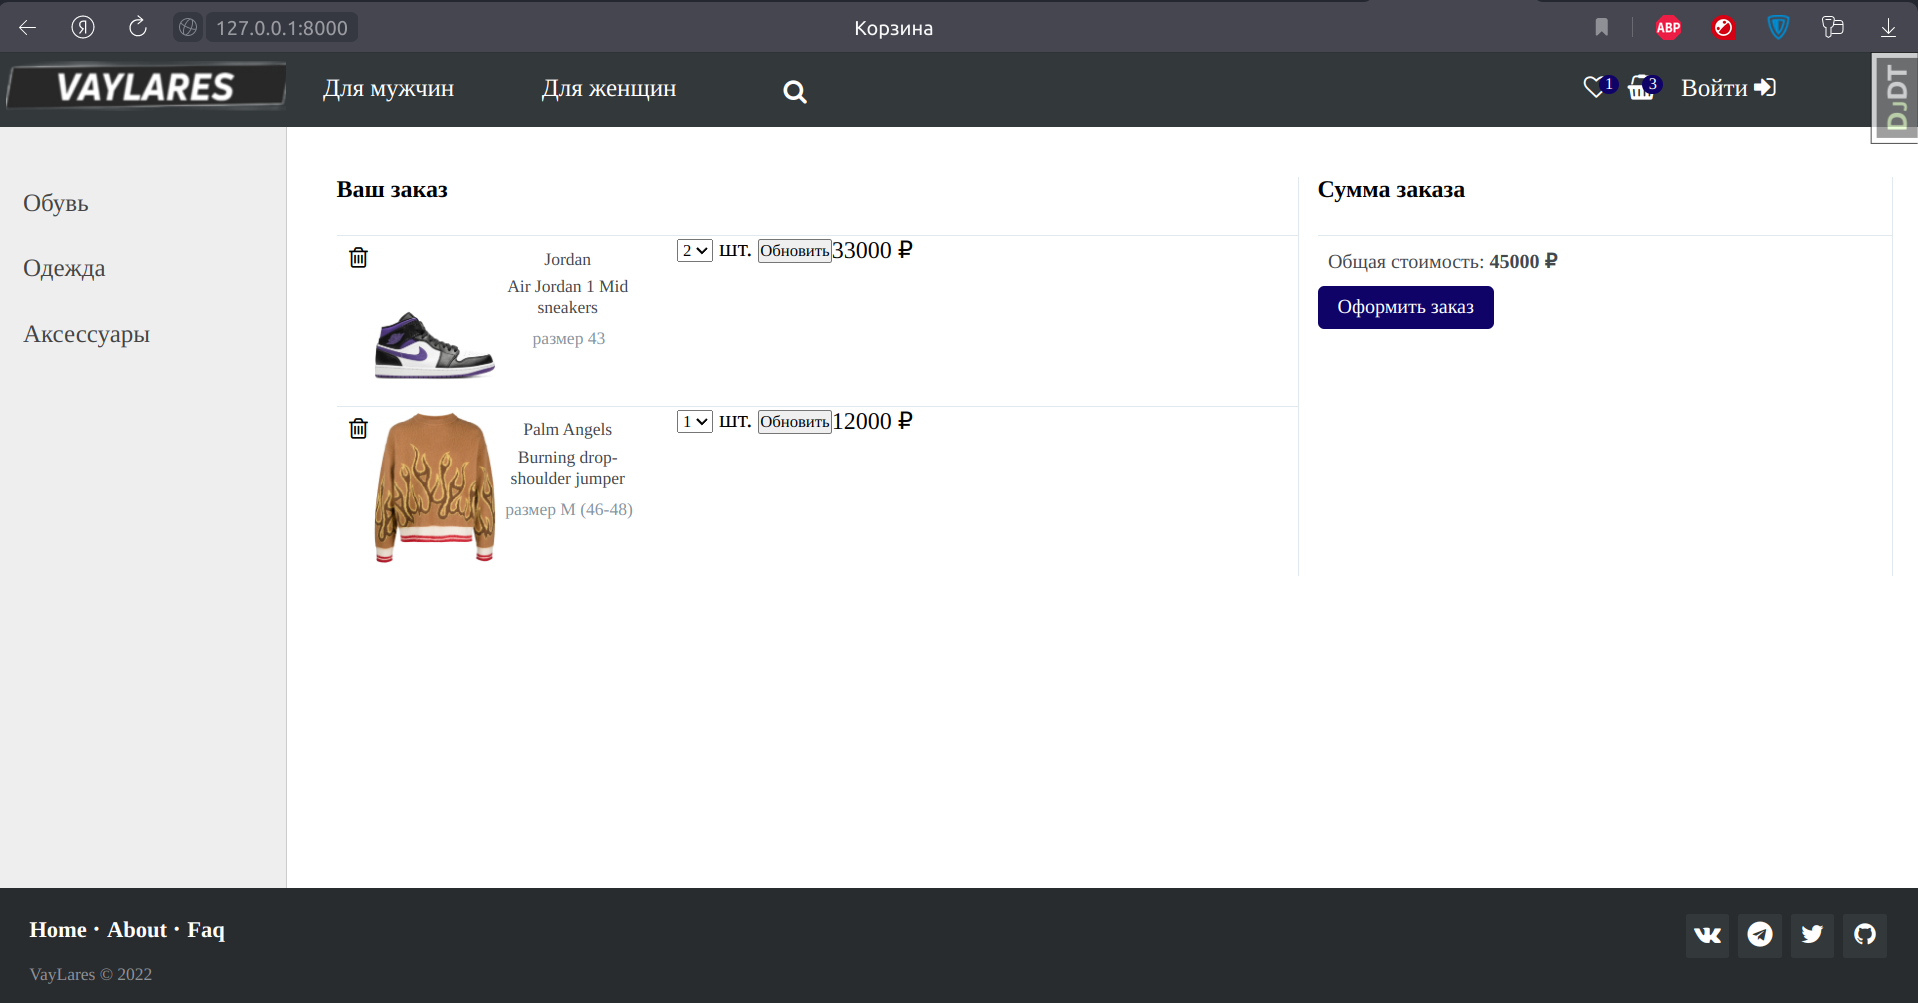 127.0.0.1:8000
Корзина
ABP
VAYLARES
Для мужчин
Для женщин
1
3
Войти
DJDT
Обувь
Одежда
Аксессуары
Ваш заказ
Jordan
Air Jordan 1 Mid
sneakers
размер 43
2 шт. Обновить 33000 ₽
Palm Angels
Burning drop-
shoulder jumper
размер M (46-48)
1 шт. Обновить 12000 ₽
Сумма заказа
Общая стоимость: 45000 ₽
Оформить заказ
Home · About · Faq
VayLares © 2022